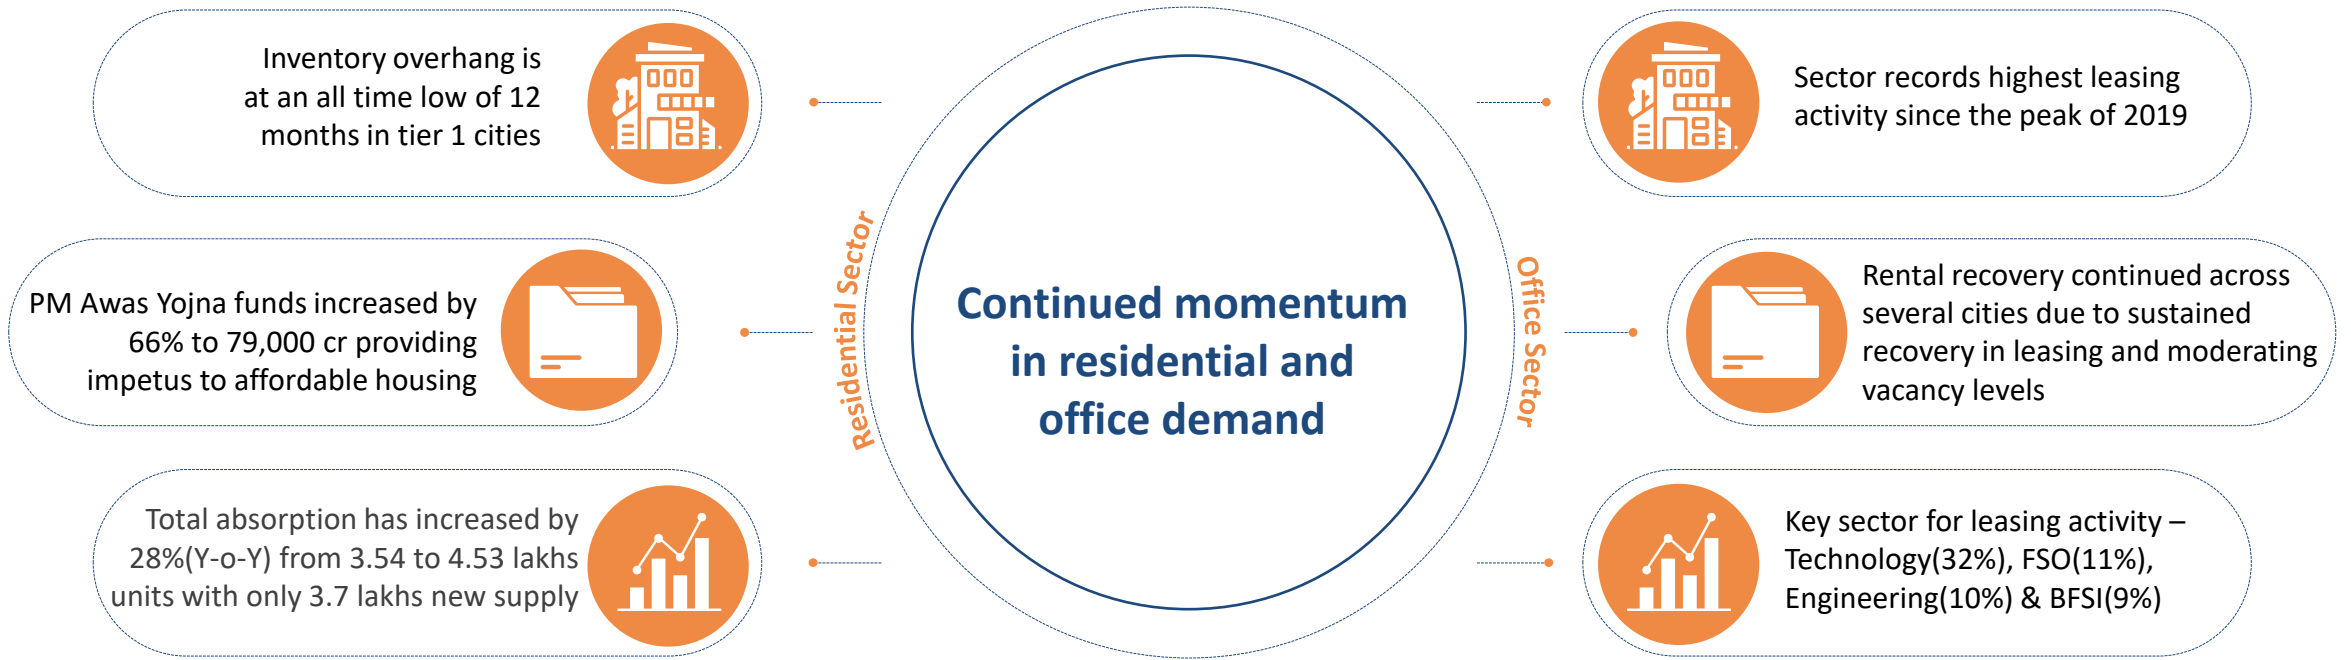 Inventory overhang is
at an all time low of 12
months in tier 1 cities
PM Awas Yojna funds increased by
66% to 79,000 cr providing
impetus to affordable housing
Total absorption has increased by
28%(Y-o-Y) from 3.54 to 4.53 lakhs
units with only 3.7 lakhs new supply
Residential Sector
Continued momentum
in residential and
office demand
Office Sector
Sector records highest leasing
activity since the peak of 2019
Rental recovery continued across
several cities due to sustained
recovery in leasing and moderating
vacancy levels
Key sector for leasing activity –
Technology(32%), FSO(11%),
Engineering(10%) & BFSI(9%)